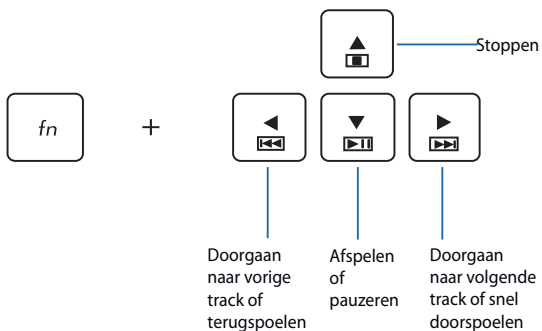 Stoppen
fn
+
Doorgaan
naar vorige
track of
terugspoelen
Afspelen
of
pauzeren
Doorgaan
naar volgende
track of snel
doorspoelen